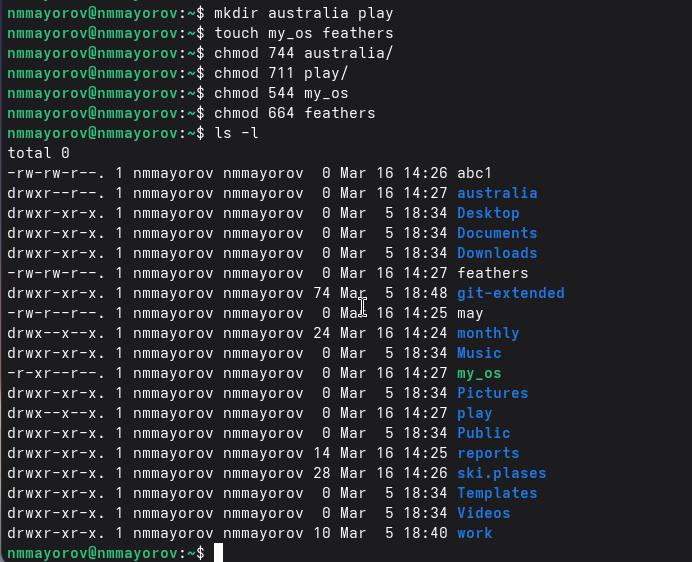 nmmayorov@nmmayorov:~$ mkdir australia play
nmmayorov@nmmayorov:~$ touch my_os feathers
nmmayorov@nmmayorov:~$ chmod 744 australia/
nmmayorov@nmmayorov:~$ chmod 711 play/
nmmayorov@nmmayorov:~$ chmod 544 my_os
nmmayorov@nmmayorov:~$ chmod 664 feathers
nmmayorov@nmmayorov:~$ ls -l
total 0
-rw-rw-r--. 1 nmmayorov nmmayorov  0 Mar 16 14:26 abc1
drwxr--r--. 1 nmmayorov nmmayorov  0 Mar 16 14:27 australia
drwxr-xr-x. 1 nmmayorov nmmayorov  0 Mar  5 18:34 Desktop
drwxr-xr-x. 1 nmmayorov nmmayorov  0 Mar  5 18:34 Documents
drwxr-xr-x. 1 nmmayorov nmmayorov  0 Mar  5 18:34 Downloads
-rw-rw-r--. 1 nmmayorov nmmayorov  0 Mar 16 14:27 feathers
drwxr-xr-x. 1 nmmayorov nmmayorov 74 Mar  5 18:48 git-extended
-rw-r--r--. 1 nmmayorov nmmayorov  0 Mar 16 14:25 may
drwx--x--x. 1 nmmayorov nmmayorov 24 Mar 16 14:24 monthly
drwxr-xr-x. 1 nmmayorov nmmayorov  0 Mar  5 18:34 Music
-r-xr--r--. 1 nmmayorov nmmayorov  0 Mar 16 14:27 my_os
drwxr-xr-x. 1 nmmayorov nmmayorov  0 Mar  5 18:34 Pictures
drwx--x--x. 1 nmmayorov nmmayorov  0 Mar 16 14:27 play
drwxr-xr-x. 1 nmmayorov nmmayorov  0 Mar  5 18:34 Public
drwxr-xr-x. 1 nmmayorov nmmayorov 14 Mar 16 14:25 reports
drwxr-xr-x. 1 nmmayorov nmmayorov 28 Mar 16 14:26 ski.plases
drwxr-xr-x. 1 nmmayorov nmmayorov  0 Mar  5 18:34 Templates
drwxr-xr-x. 1 nmmayorov nmmayorov  0 Mar  5 18:34 Videos
drwxr-xr-x. 1 nmmayorov nmmayorov 10 Mar  5 18:40 work
nmmayorov@nmmayorov:~$